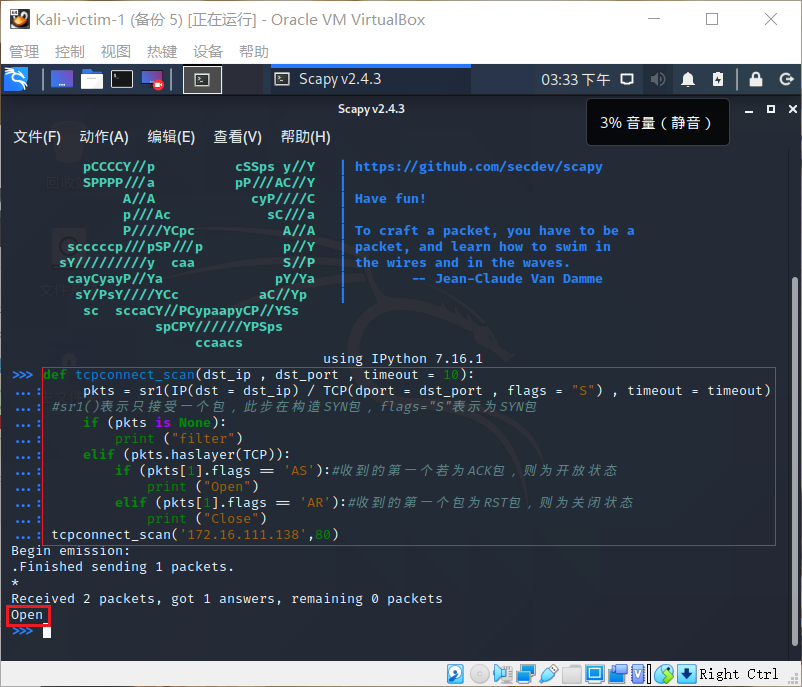 Kali-victim-1 (备份 5) [正在运行] - Oracle VM VirtualBox
管理 控制 视图 热键 设备 帮助
Scapy v2.4.3 03:33 下午
Scapy v2.4.3
3% 音量（静音）
文件(F) 动作(A) 编辑(E) 查看(V) 帮助(H)
pCCCCY//p cSSps y//Y | https://github.com/secdev/scapy
SPPPP///a pP///AC//Y |
A//A cyP////C | Have fun!
p///Ac sC///a |
P////YCpc A//A | To craft a packet, you have to be a
scccccp///pSP///p p//Y | packet, and learn how to swim in
sY/////////y caa S//P | the wires and in the waves.
cayCyayP//Ya pY/Ya | -- Jean-Claude Van Damme
sY/PsY////YCc aC//Yp |
sc sccaCY//PCypaapyCP//YSs
spCPY//////YPSps
ccaacs
using IPython 7.16.1
>>> def tcpconnect_scan(dst_ip , dst_port , timeout = 10):
...: pkts = sr1(IP(dst = dst_ip) / TCP(dport = dst_port , flags = "S") , timeout = timeout)
...: #sr1()表示只接受一个包，此步在构造SYN包，flags="S"表示为SYN包
...: if (pkts is None):
...: print ("filter")
...: elif (pkts.haslayer(TCP)):
...: if (pkts[1].flags == 'AS'):#收到的第一个若为ACK包，则为开放状态
...: print ("Open")
...: elif (pkts[1].flags == 'AR'):#收到的第一个包为RST包，则为关闭状态
...: print ("Close")
...: tcpconnect_scan('172.16.111.138',80)
Begin emission:
.Finished sending 1 packets.
*
Received 2 packets, got 1 answers, remaining 0 packets
Open
>>>
Right Ctrl